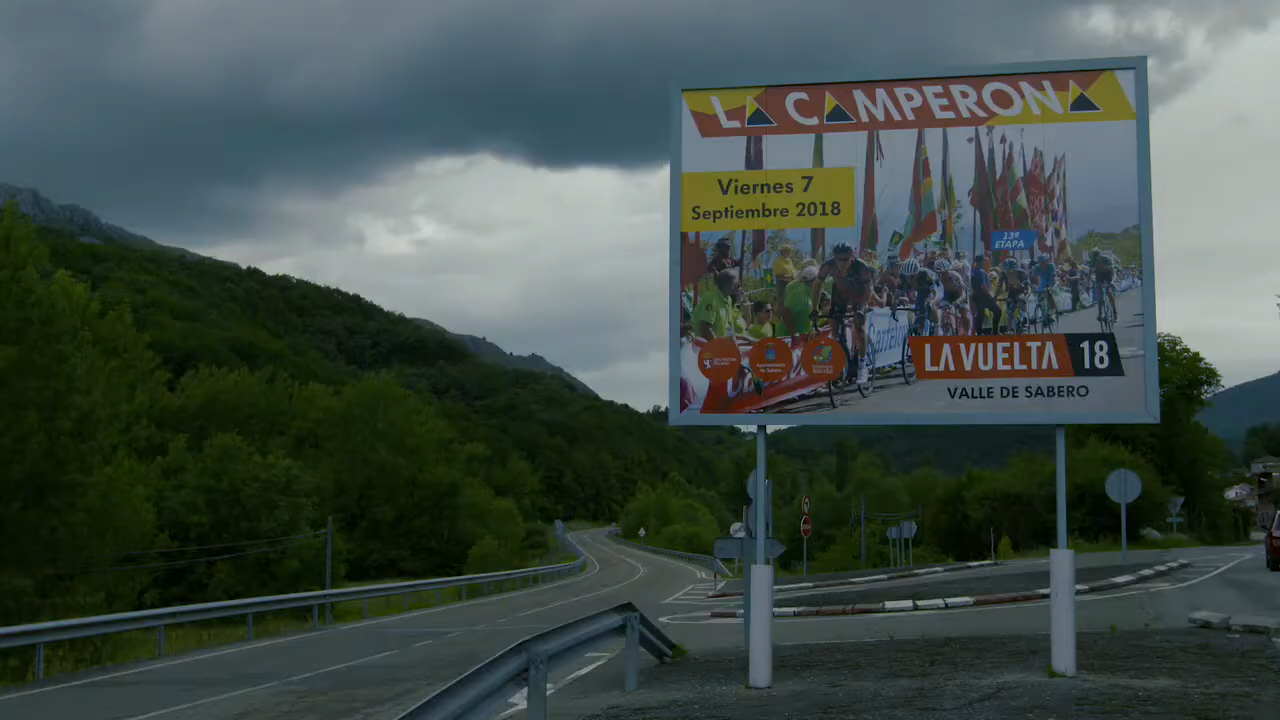 LA CAMPERONA
Viernes 7
Septiembre 2018
13ª
ETAPA
LA VUELTA 18
VALLE DE SABERO